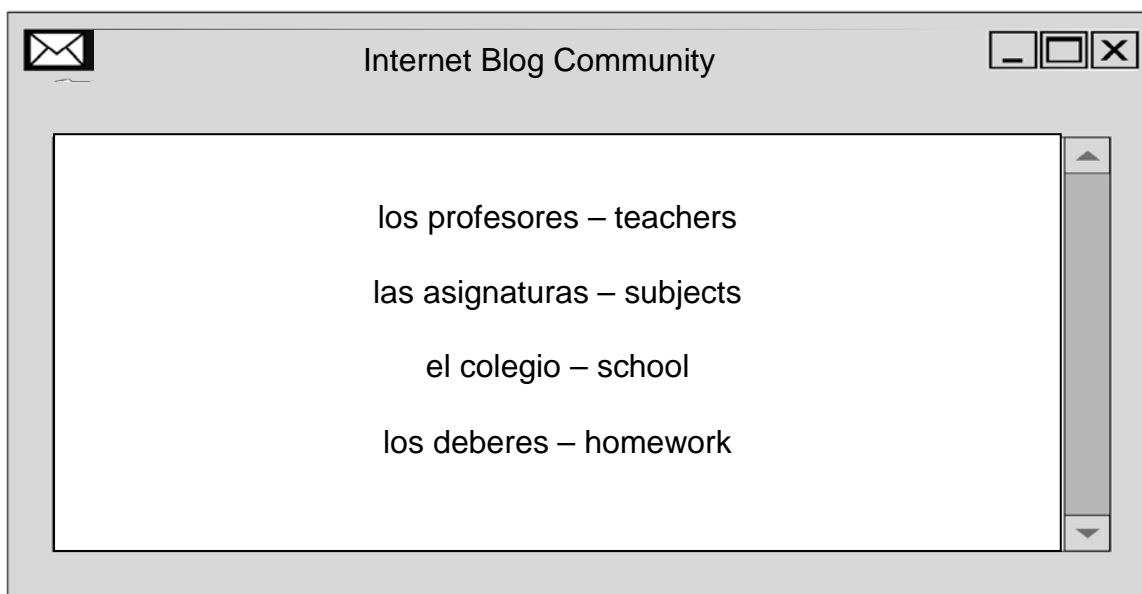 Internet Blog Community
los profesores – teachers
las asignaturas – subjects
el colegio – school
los deberes – homework